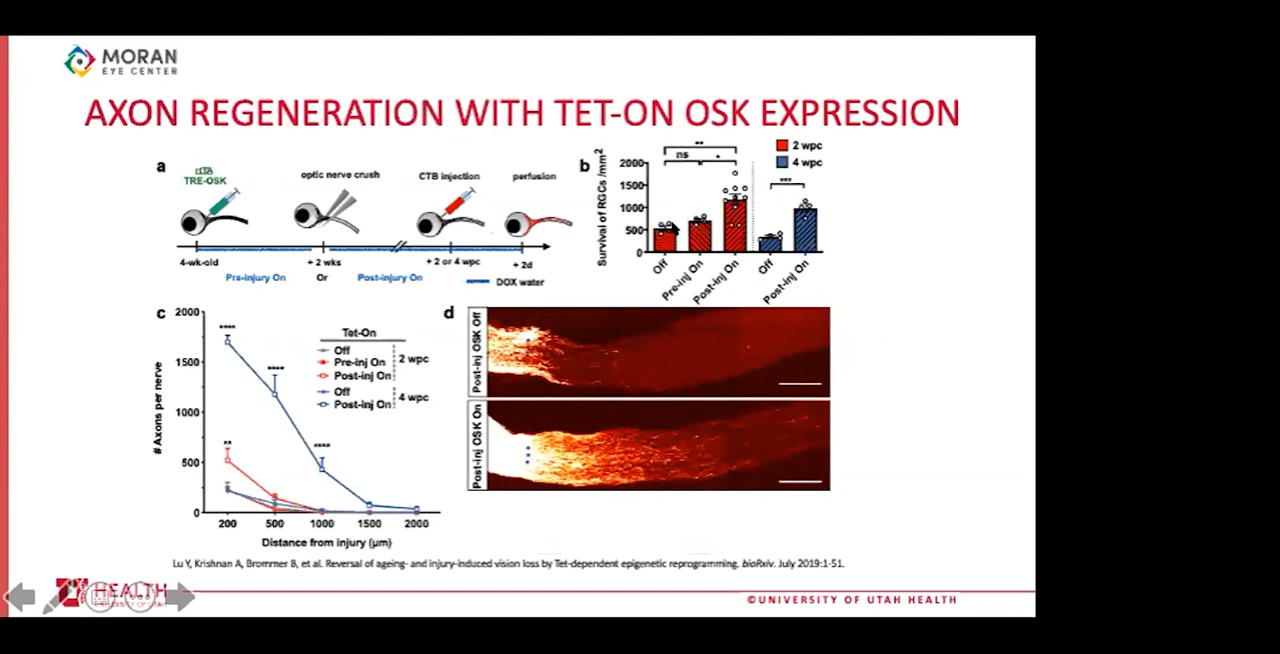 MORAN
EYE CENTER
AXON REGENERATION WITH TET-ON OSK EXPRESSION
a
rtTA
TRE-OSK
optic nerve crush
CTB injection
perfusion
4-wk-old
+ 2 wks
+ 2 or 4 wpc
+ 2d
Pre-injury On
Or
Post-injury On
DOX water
b
Survival of RGCs /mm²
2000
1500
1000
500
0
**
ns
*
***
2 wpc
4 wpc
Off
Pre-inj On
Post-inj On
Off
Post-inj On
c
# Axons per nerve
2000
1500
1000
500
0
****
****
****
**
Tet-On
Off
Pre-inj On
Post-inj On
2 wpc
Off
Post-inj On
4 wpc
200
500
1000
1500
2000
Distance from injury (μm)
d
Post-inj OSK Off
*
Post-inj OSK On
*
*
*
Lu Y, Krishnan A, Brommer B, et al. Reversal of ageing- and injury-induced vision loss by Tet-dependent epigenetic reprogramming. bioRxiv. July 2019:1-51.
HEALTH
UNIVERSITY OF UTAH
©UNIVERSITY OF UTAH HEALTH